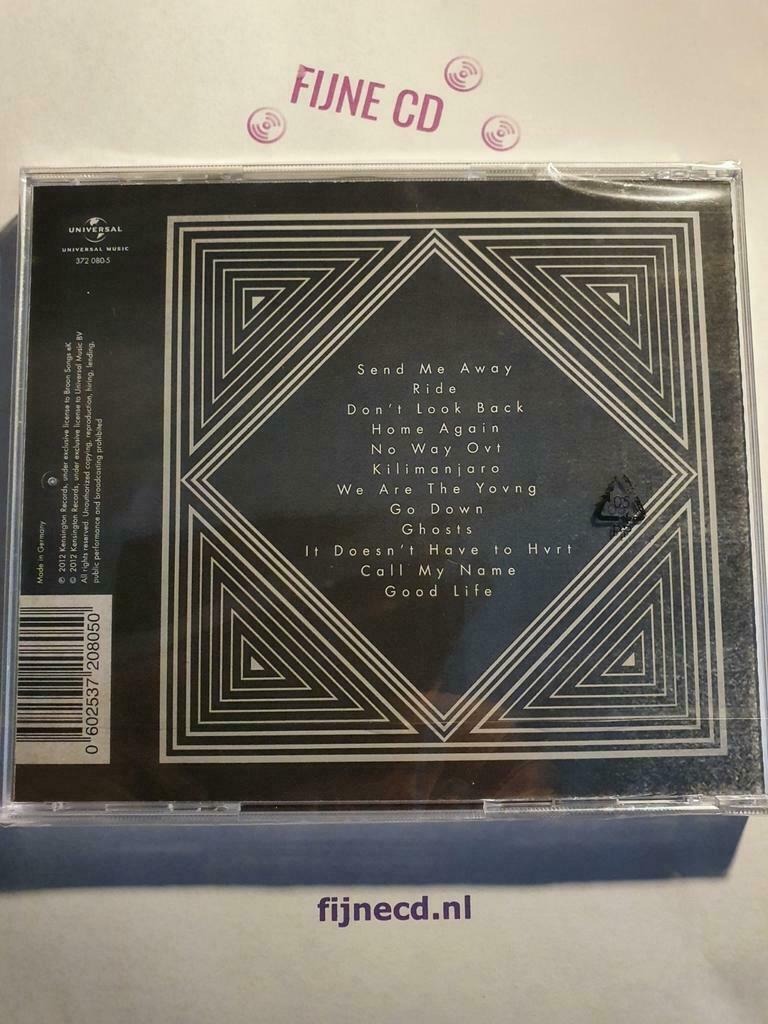 FIJNE CD
UNIVERSAL
UNIVERSAL MUSIC
372 080-5
Send Me Away
Ride
Don't Look Back
Home Again
No Way Ovt
Kilimanjaro
We Are The Yovng
Go Down
Ghosts
It Doesn't Have to Hvrt
Call My Name
Good Life
05
Made in Germany
℗ 2012 Kensington Records, under exclusive license to Broon Songs eK
© 2012 Kensington Records, under exclusive license to Universal Music BV
All rights reserved. Unauthorized copying, reproduction, hiring, lending,
public performance and broadcasting prohibited
0 602537 208050
fijnecd.nl